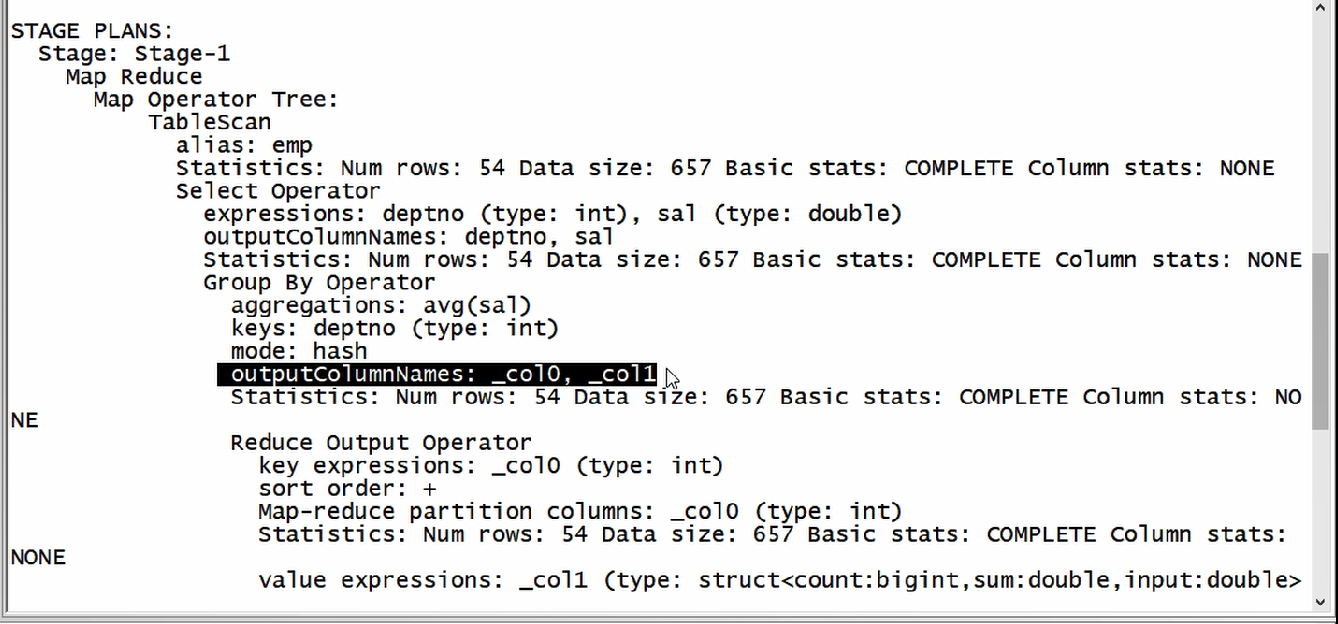 STAGE PLANS:
Stage: Stage-1
Map Reduce
Map Operator Tree:
TableScan
alias: emp
Statistics: Num rows: 54 Data size: 657 Basic stats: COMPLETE Column stats: NONE
Select Operator
expressions: deptno (type: int), sal (type: double)
outputColumnNames: deptno, sal
Statistics: Num rows: 54 Data size: 657 Basic stats: COMPLETE Column stats: NONE
Group By Operator
aggregations: avg(sal)
keys: deptno (type: int)
mode: hash
outputColumnNames: _col0, _col1
Statistics: Num rows: 54 Data size: 657 Basic stats: COMPLETE Column stats: NO
NE
Reduce Output Operator
key expressions: _col0 (type: int)
sort order: +
Map-reduce partition columns: _col0 (type: int)
Statistics: Num rows: 54 Data size: 657 Basic stats: COMPLETE Column stats:
NONE
value expressions: _col1 (type: struct<count:bigint,sum:double,input:double>